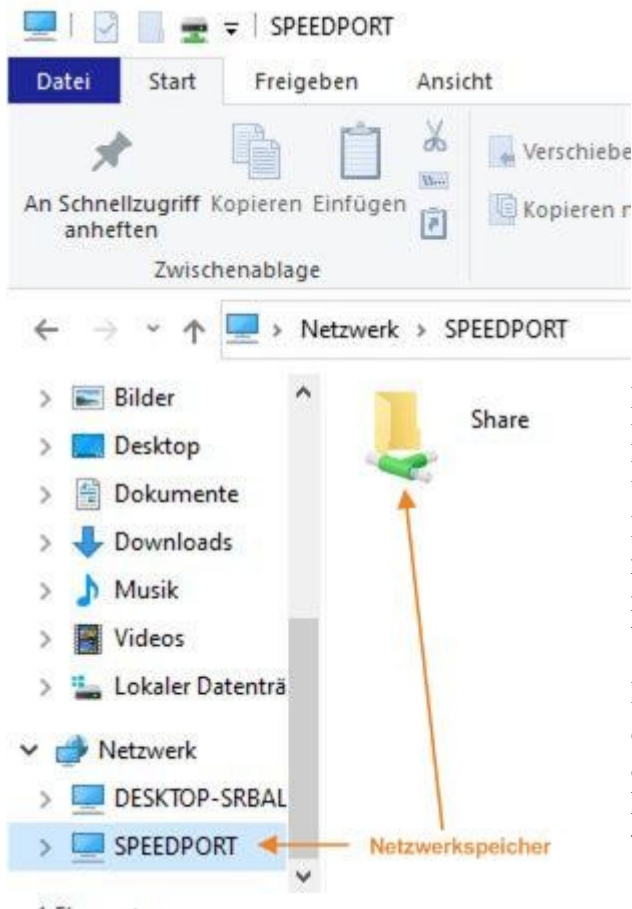 SPEEDPORT
Datei Start Freigeben Ansicht
Verschiebe
An Schnellzugriff Kopieren Einfügen
anheften
Kopieren
Zwischenablage
Netzwerk > SPEEDPORT
Bilder
Share
Desktop
Dokumente
Downloads
Musik
Videos
Lokaler Datenträ
Netzwerk
DESKTOP-SRBAL
SPEEDPORT
Netzwerkspeicher